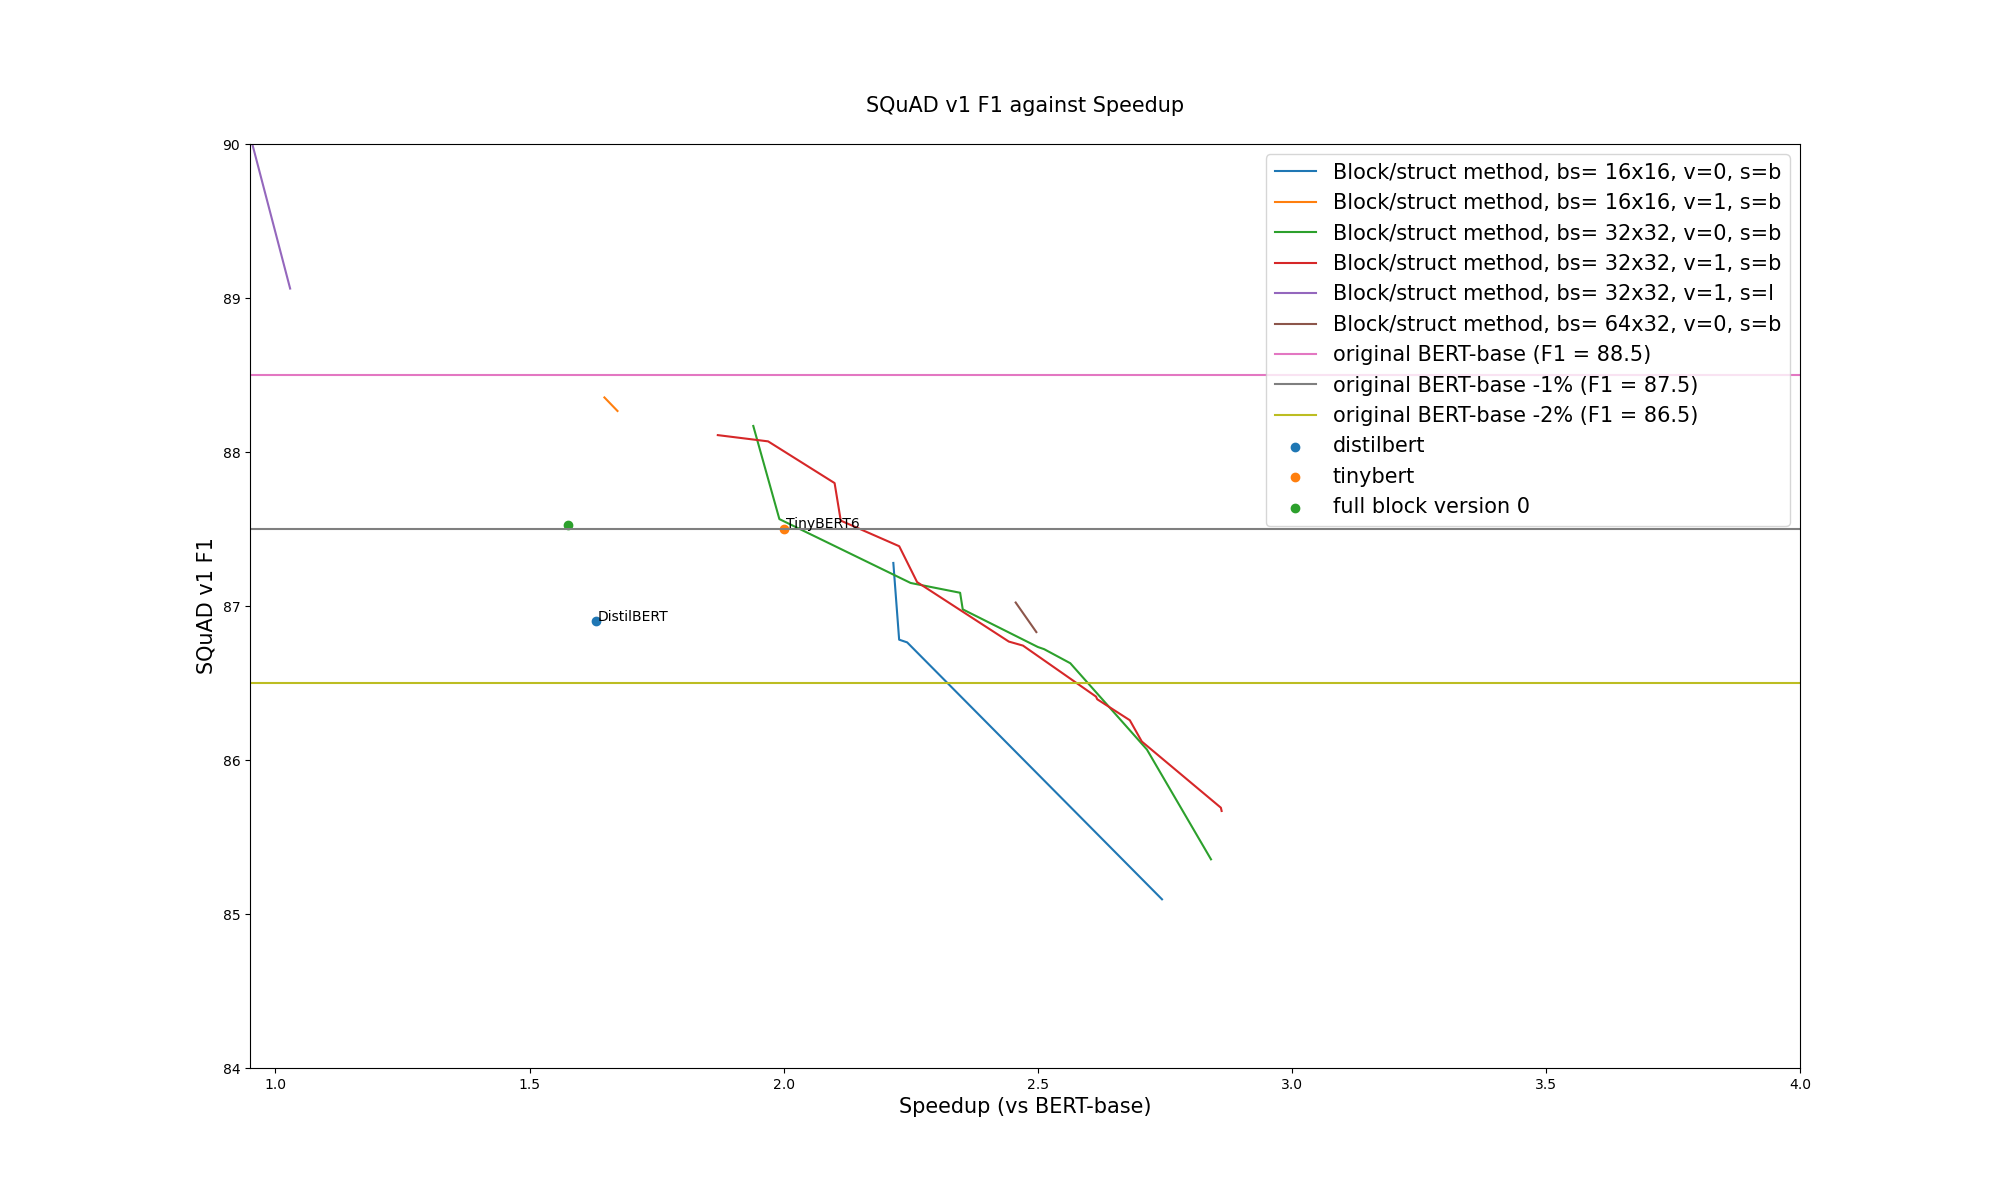 SQuAD v1 F1 against Speedup
90
89
88
87
86
85
84
SQuAD v1 F1
Block/struct method, bs= 16x16, v=0, s=b
Block/struct method, bs= 16x16, v=1, s=b
Block/struct method, bs= 32x32, v=0, s=b
Block/struct method, bs= 32x32, v=1, s=b
Block/struct method, bs= 32x32, v=1, s=l
Block/struct method, bs= 64x32, v=0, s=b
original BERT-base (F1 = 88.5)
original BERT-base -1% (F1 = 87.5)
original BERT-base -2% (F1 = 86.5)
distilbert
tinybert
full block version 0
TinyBERT6
DistilBERT
1.0 1.5 2.0 2.5 3.0 3.5 4.0
Speedup (vs BERT-base)